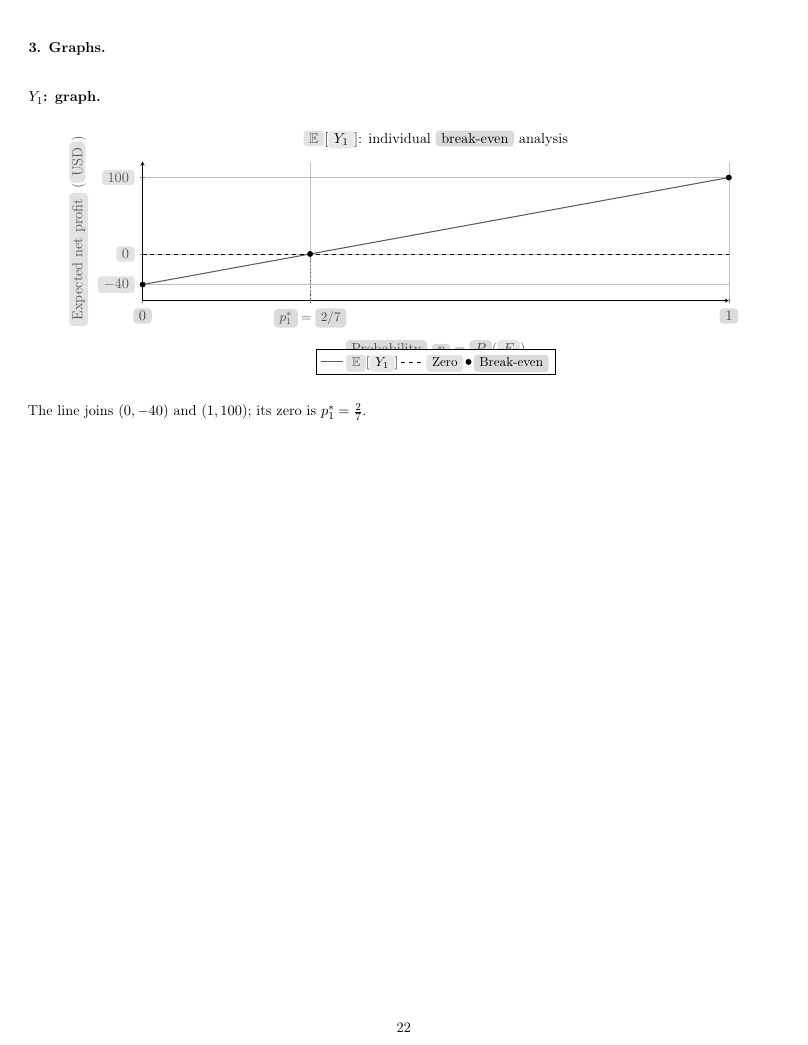 3. Graphs.
Y₁: graph.
𝔼[Y₁]: individual break-even analysis
Expected net profit (USD)
100
0
−40
0
p₁* = 2/7
1
Probability p = P(E)
𝔼[Y₁] Zero Break-even
The line joins (0, −40) and (1, 100); its zero is p₁* = 2/7.
22